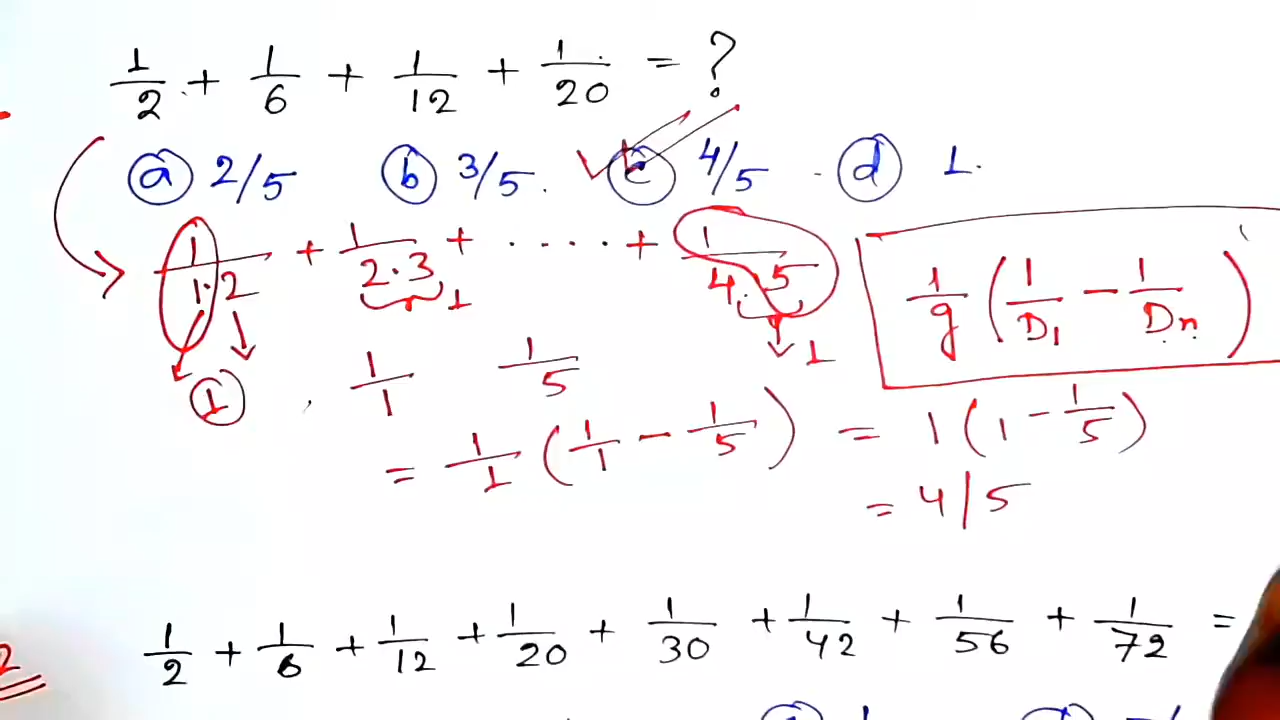 1/2 + 1/6 + 1/12 + 1/20 = ?
a 2/5 b 3/5 c 4/5 d 1.
1/1·2 + 1/2·3 + ····· + 1/4·5
1 1
1 1/1 1/5
1/g (1/D1 - 1/Dn)
= 1/1 (1/1 - 1/5) = 1 (1 - 1/5)
= 4/5
2 1/2 + 1/6 + 1/12 + 1/20 + 1/30 + 1/42 + 1/56 + 1/72 =